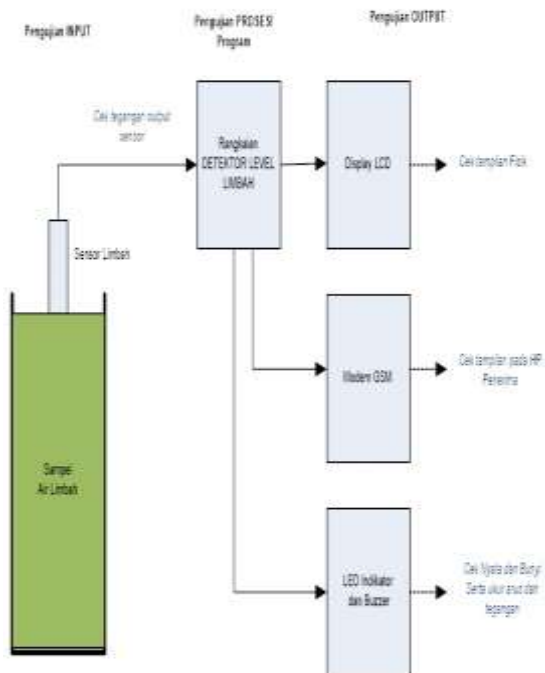 Pengujian INPUT
Pengujian PROSES/
Program
Pengujian OUTPUT
Cek tegangan output
sensor
Rangkaian
DETEKTOR LEVEL
LIMBAH
Display LCD
Cek tampilan Fisik
Sensor Limbah
Modem GSM
Cek tampilan pada HP
Penerima
Sampel
Air Limbah
LED Indikator
dan Buzzer
Cek Nyala dan Bunyi
Serta ukur arus dan
tegangan